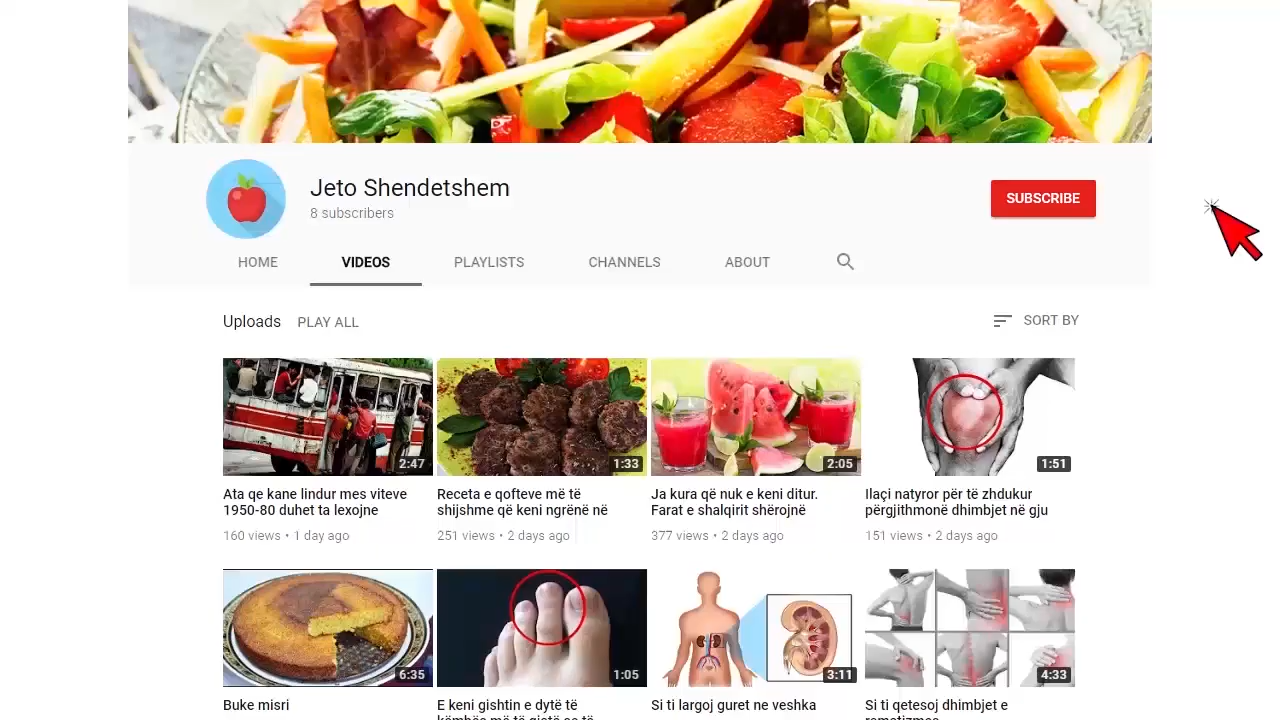 Jeto Shendetshem
8 subscribers
SUBSCRIBE
HOME VIDEOS PLAYLISTS CHANNELS ABOUT
Uploads PLAY ALL SORT BY
2:47 1:33 2:05 1:51
Ata qe kane lindur mes viteve
1950-80 duhet ta lexojne
160 views • 1 day ago
Receta e qofteve më të
shijshme që keni ngrënë në
251 views • 2 days ago
Ja kura që nuk e keni ditur.
Farat e shalqirit shërojnë
377 views • 2 days ago
Ilaçi natyror për të zhdukur
përgjithmonë dhimbjet në gju
151 views • 2 days ago
6:35 1:05 3:11 4:33
Buke misri
E keni gishtin e dytë të
Si ti largoj guret ne veshka
Si ti qetesoj dhimbjet e